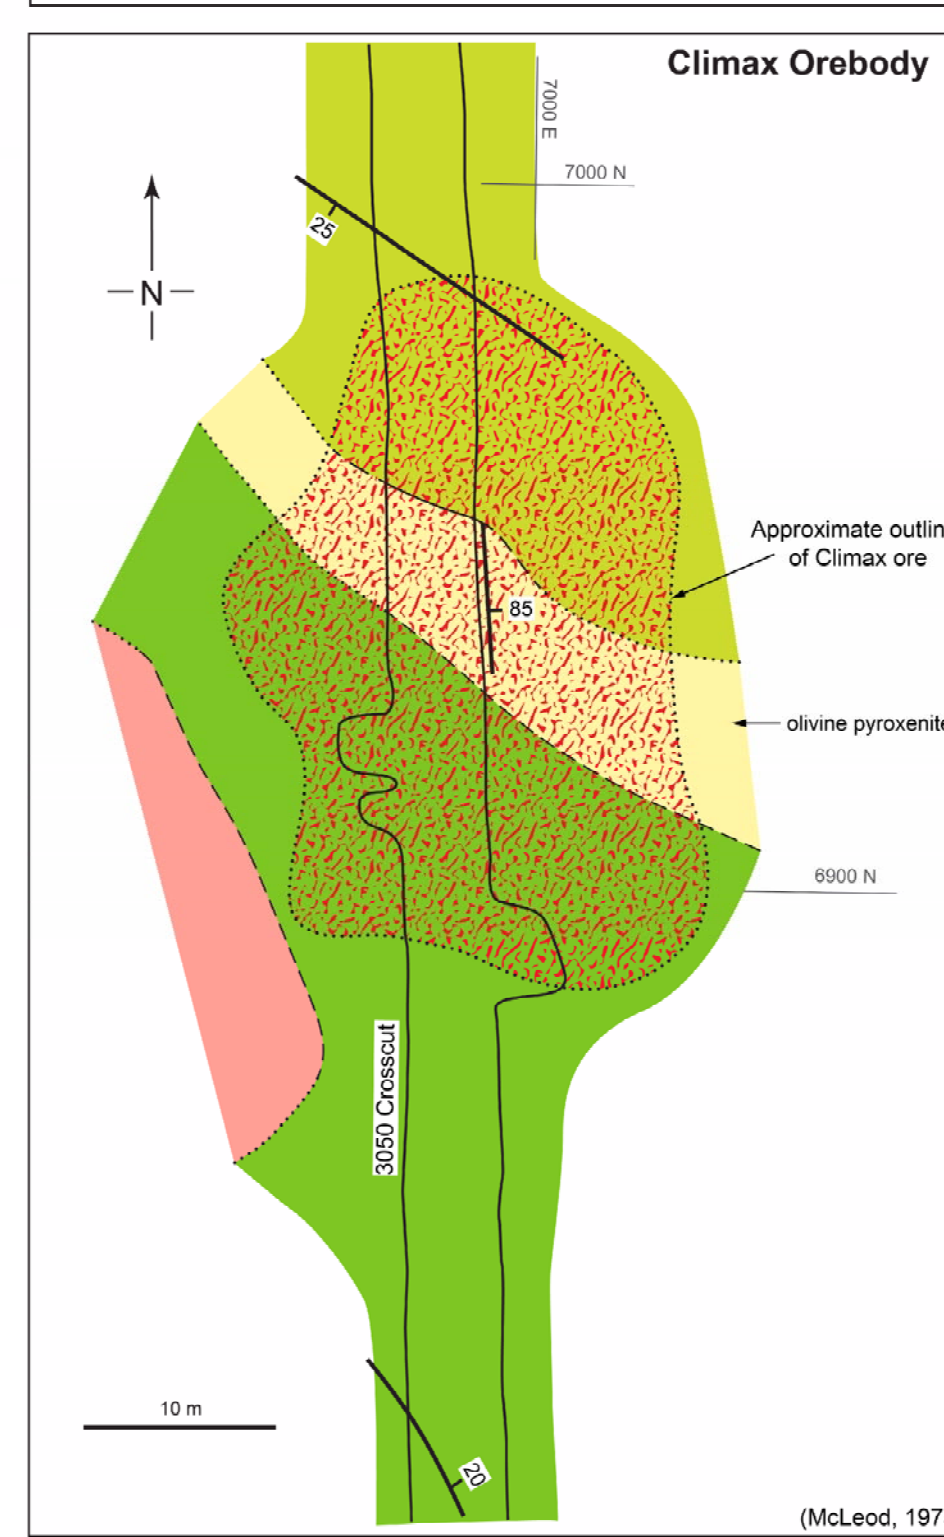 Climax Orebody
7000 E
7000 N
25
N
Approximate outlin
of Climax ore
85
olivine pyroxenite
6900 N
3050 Crosscut
10 m
20
(McLeod, 197